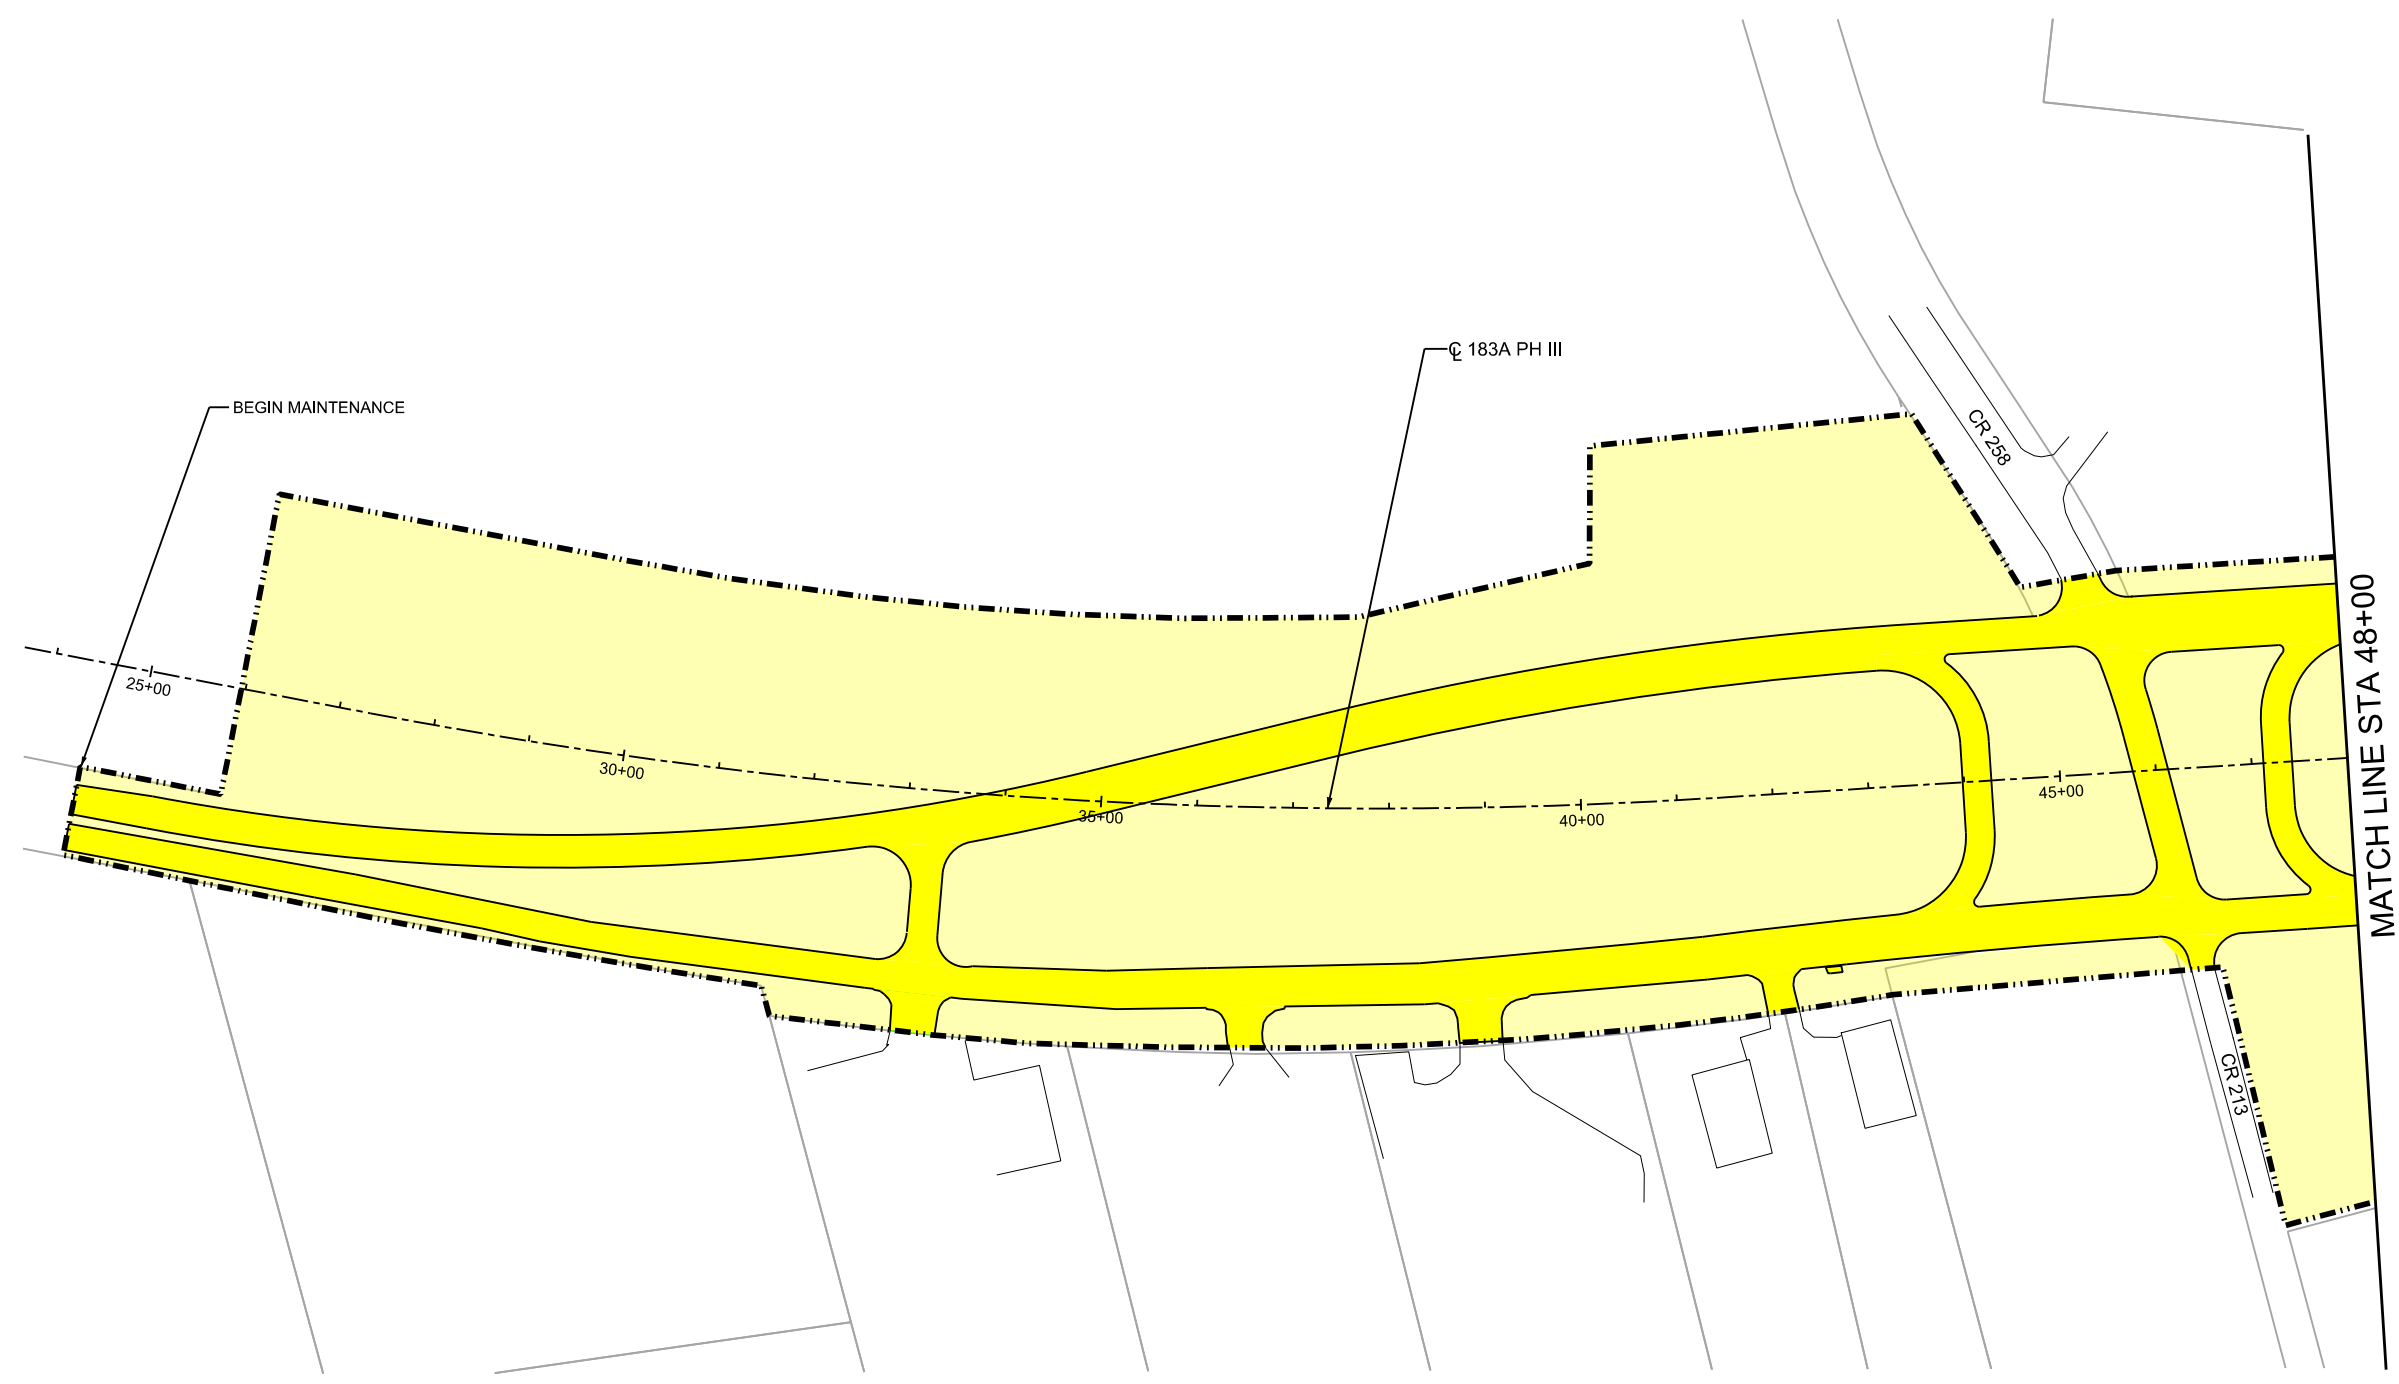 ℄ 183A PH III
BEGIN MAINTENANCE
CR 258
25+00
30+00
35+00
40+00
45+00
MATCH LINE STA 48+00
CR 213